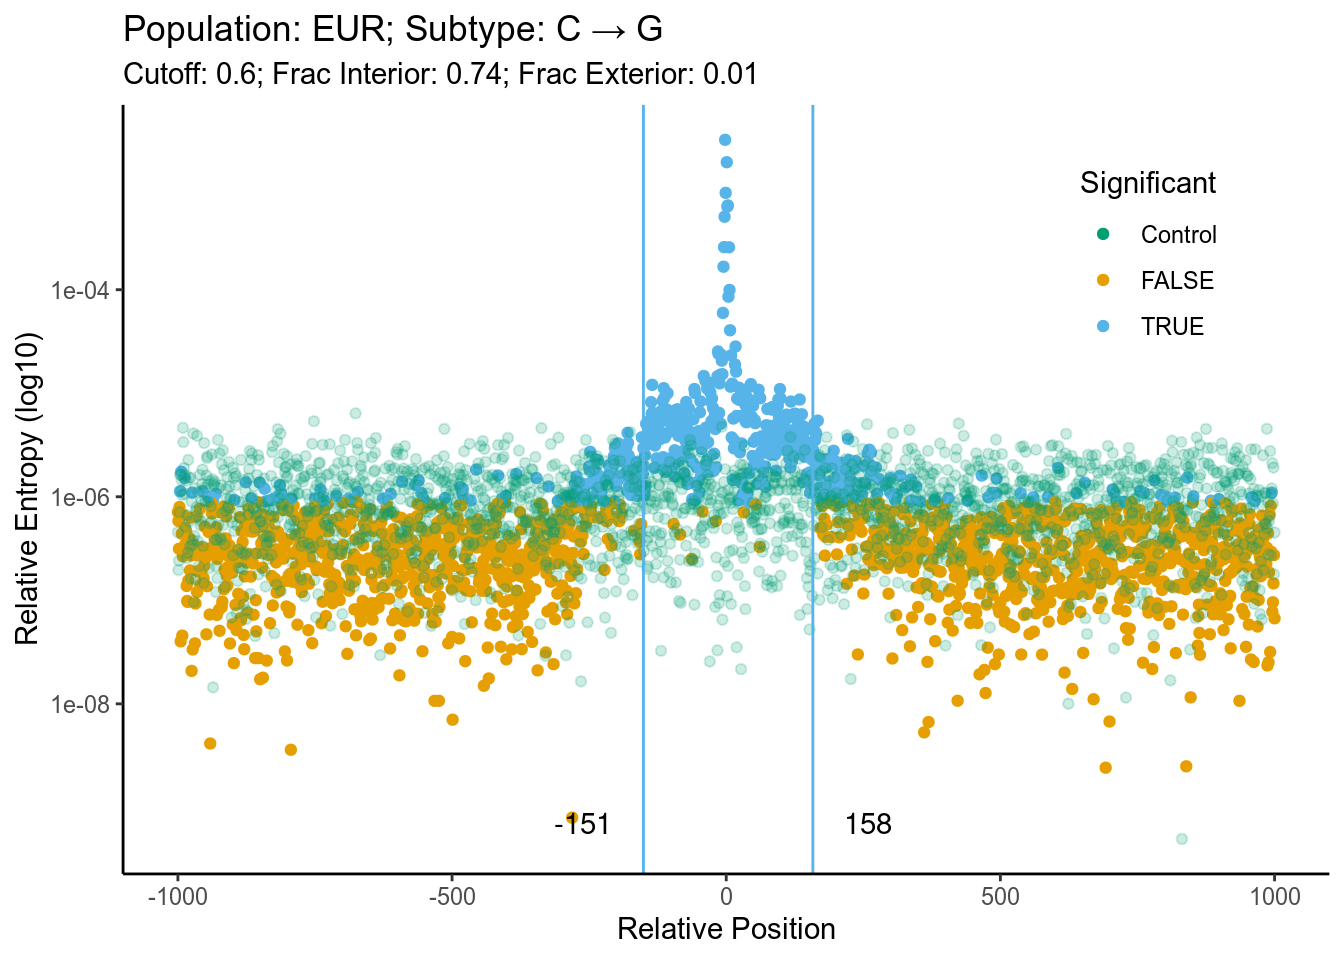 Population: EUR; Subtype: C → G
Cutoff: 0.6; Frac Interior: 0.74; Frac Exterior: 0.01
Significant
Control
FALSE
TRUE
Relative Entropy (log10)
1e-04
1e-06
1e-08
-151
158
-1000
-500
0
500
1000
Relative Position